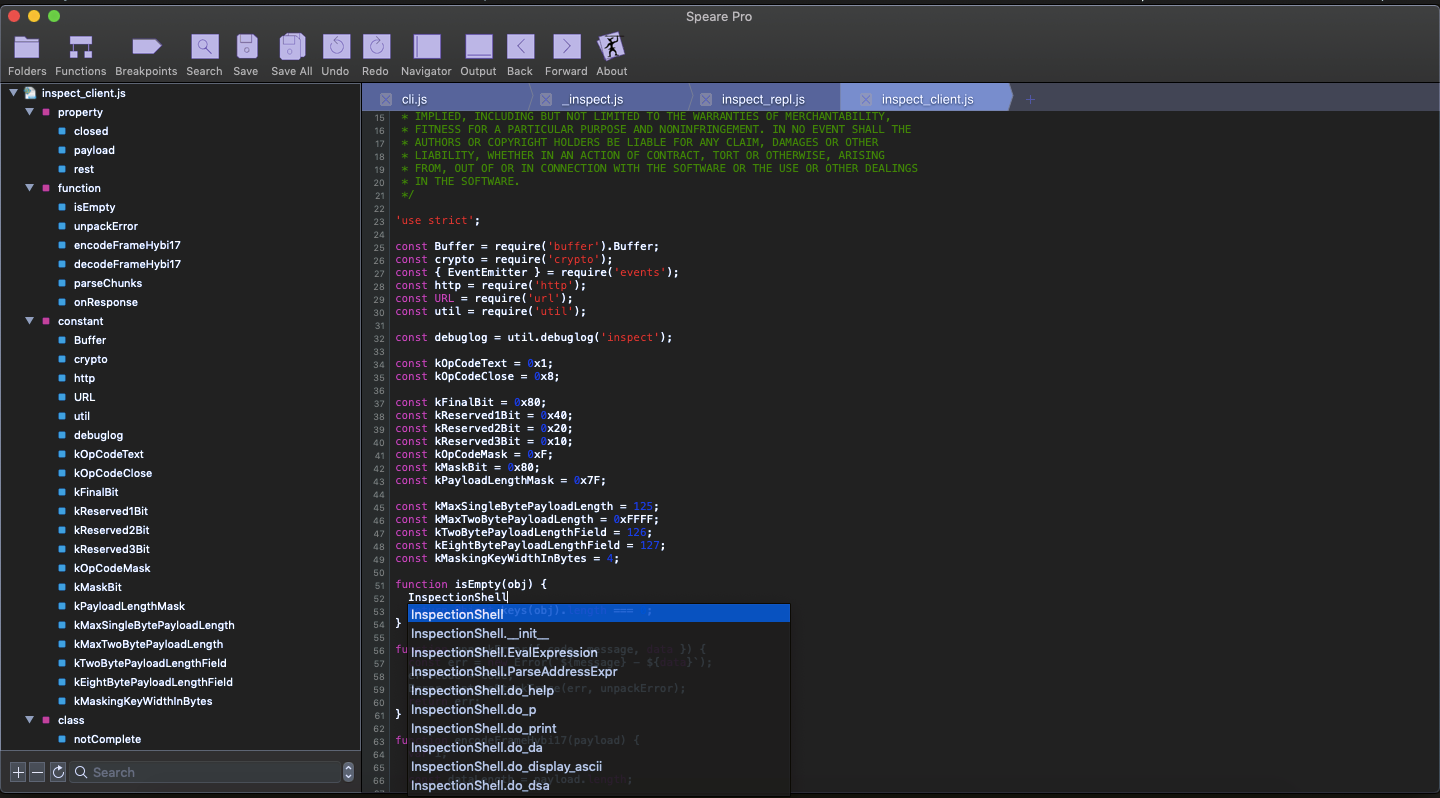 Speare Pro
Folders Functions Breakpoints Search Save Save All Undo Redo Navigator Output Back Forward About
inspect_client.js
property
closed
payload
rest
function
isEmpty
unpackError
encodeFrameHybi17
decodeFrameHybi17
parseChunks
onResponse
constant
Buffer
crypto
http
URL
util
debuglog
kOpCodeText
kOpCodeClose
kFinalBit
kReserved1Bit
kReserved2Bit
kReserved3Bit
kOpCodeMask
kMaskBit
kPayloadLengthMask
kMaxSingleBytePayloadLength
kMaxTwoBytePayloadLength
kTwoBytePayloadLengthField
kEightBytePayloadLengthField
kMaskingKeyWidthInBytes
class
notComplete
Search
cli.js _inspect.js inspect_repl.js inspect_client.js +
15 * IMPLIED, INCLUDING BUT NOT LIMITED TO THE WARRANTIES OF MERCHANTABILITY,
16 * FITNESS FOR A PARTICULAR PURPOSE AND NONINFRINGEMENT. IN NO EVENT SHALL THE
17 * AUTHORS OR COPYRIGHT HOLDERS BE LIABLE FOR ANY CLAIM, DAMAGES OR OTHER
18 * LIABILITY, WHETHER IN AN ACTION OF CONTRACT, TORT OR OTHERWISE, ARISING
19 * FROM, OUT OF OR IN CONNECTION WITH THE SOFTWARE OR THE USE OR OTHER DEALINGS
20 * IN THE SOFTWARE.
21 */
22
23 'use strict';
24
25 const Buffer = require('buffer').Buffer;
26 const crypto = require('crypto');
27 const { EventEmitter } = require('events');
28 const http = require('http');
29 const URL = require('url');
30 const util = require('util');
31
32 const debuglog = util.debuglog('inspect');
33
34 const kOpCodeText = 0x1;
35 const kOpCodeClose = 0x8;
36
37 const kFinalBit = 0x80;
38 const kReserved1Bit = 0x40;
39 const kReserved2Bit = 0x20;
40 const kReserved3Bit = 0x10;
41 const kOpCodeMask = 0xF;
42 const kMaskBit = 0x80;
43 const kPayloadLengthMask = 0x7F;
44
45 const kMaxSingleBytePayloadLength = 125;
46 const kMaxTwoBytePayloadLength = 0xFFFF;
47 const kTwoBytePayloadLengthField = 126;
48 const kEightBytePayloadLengthField = 127;
49 const kMaskingKeyWidthInBytes = 4;
50
51 function isEmpty(obj) {
52 InspectionShell
53 keys(obj).length ===
54 }
55
56 fu message, data }) {
57 err = Error(`${message} - ${data}`);
58
59 (err, unpackError);
60 err
61 }
62
63 fu encodeFrameHybi17(payload) {
64
65
66 dataLength = payload.length;
InspectionShell
InspectionShell.__init__
InspectionShell.EvalExpression
InspectionShell.ParseAddressExpr
InspectionShell.do_help
InspectionShell.do_p
InspectionShell.do_print
InspectionShell.do_da
InspectionShell.do_display_ascii
InspectionShell.do_dsa